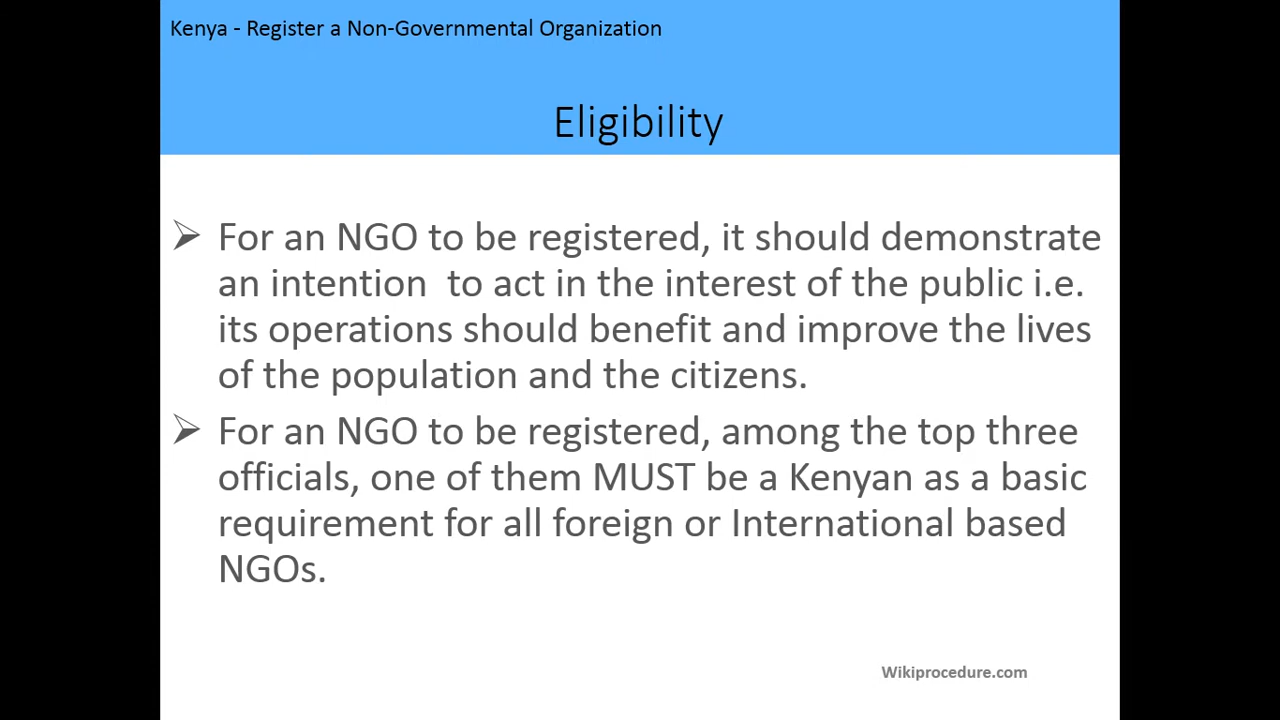 Kenya - Register a Non-Governmental Organization
Eligibility
For an NGO to be registered, it should demonstrate
an intention  to act in the interest of the public i.e.
its operations should benefit and improve the lives
of the population and the citizens.
For an NGO to be registered, among the top three
officials, one of them MUST be a Kenyan as a basic
requirement for all foreign or International based
NGOs.
Wikiprocedure.com